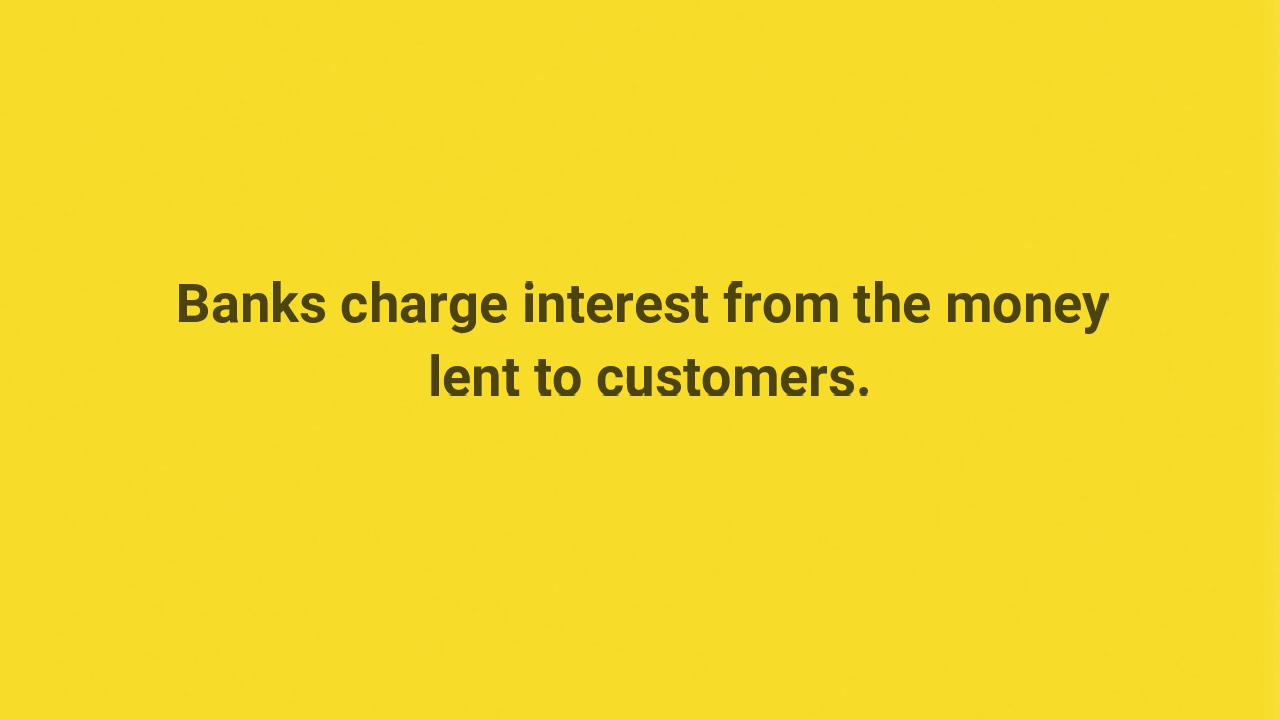 Banks charge interest from the money
lent to customers.